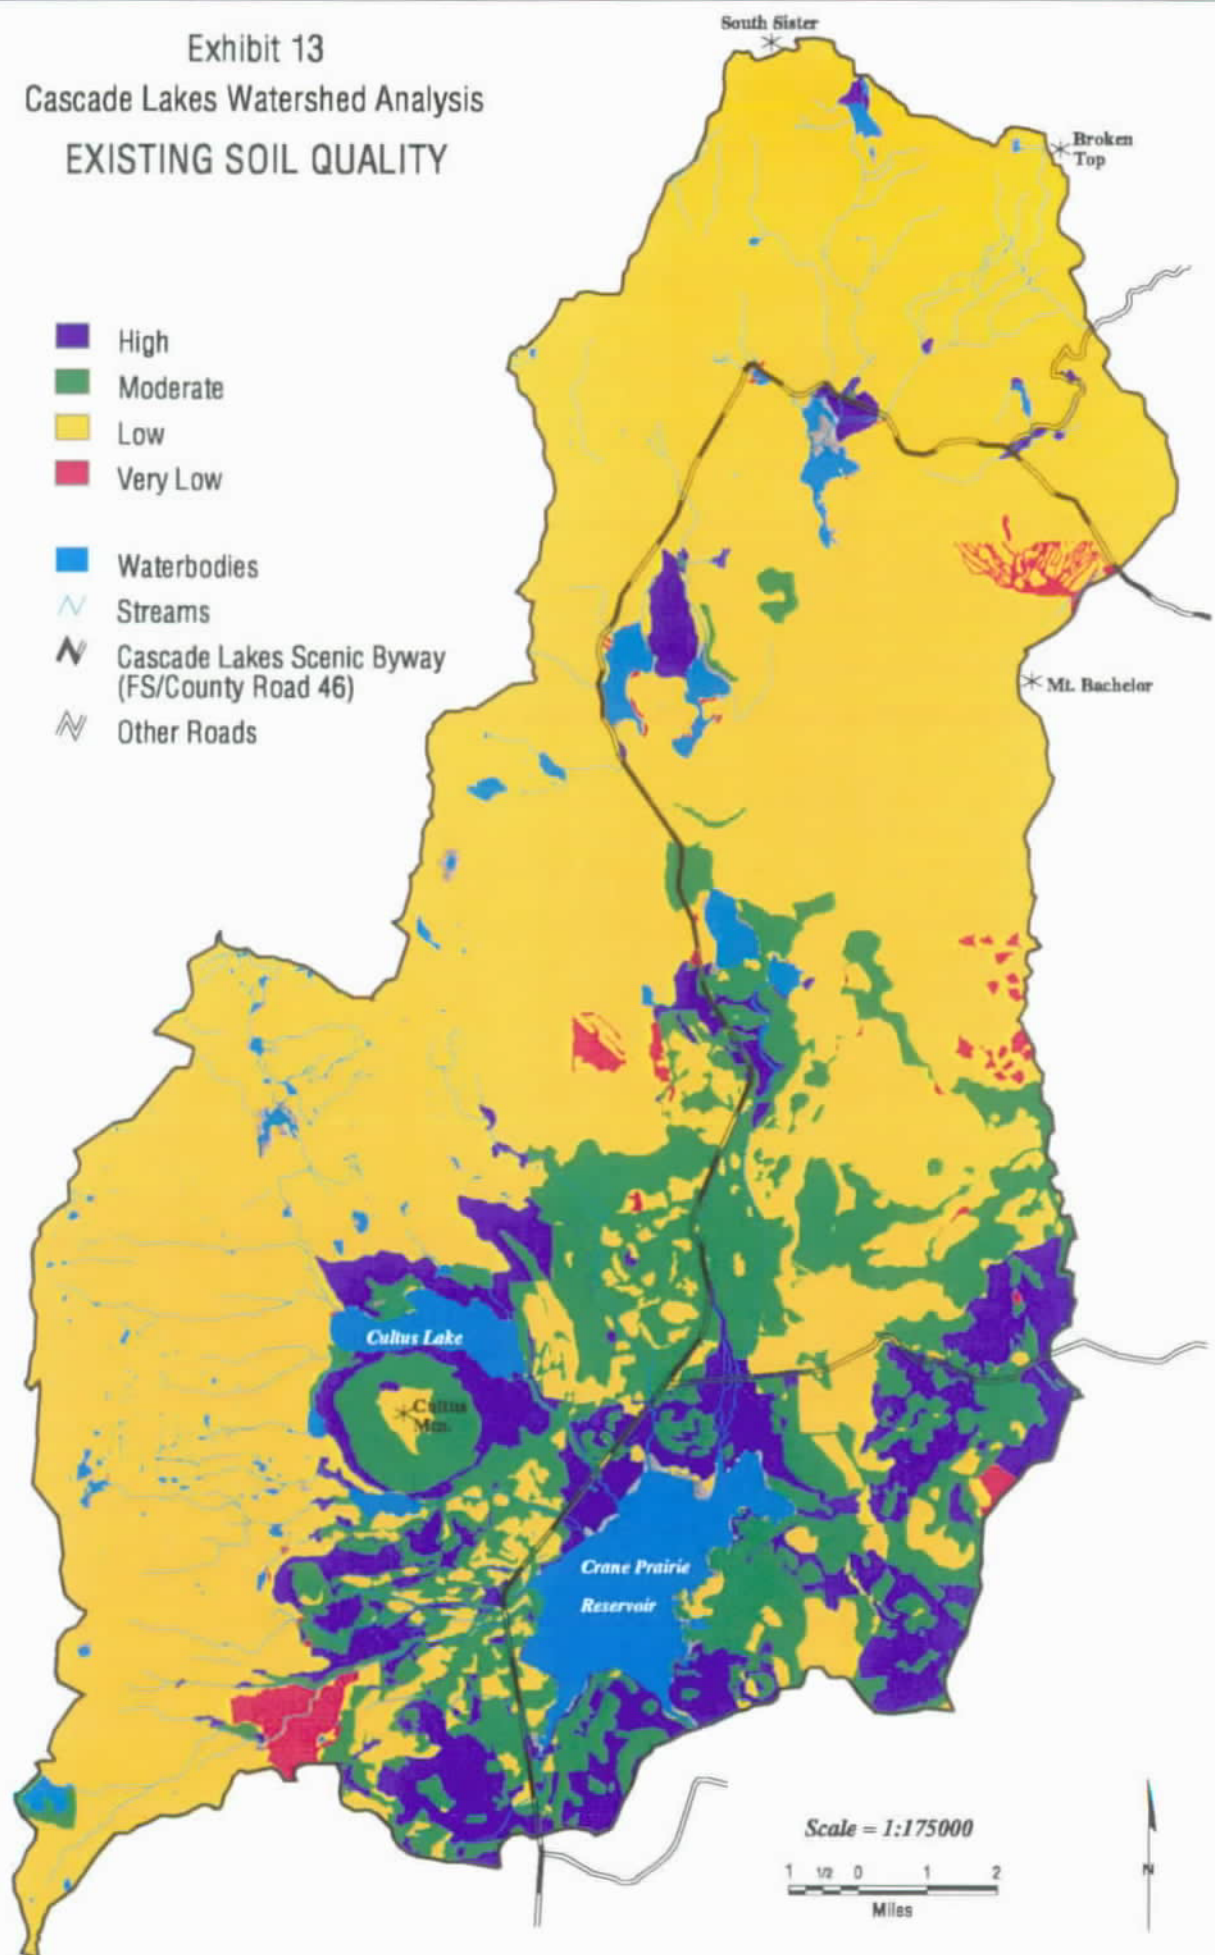 Exhibit 13
Cascade Lakes Watershed Analysis
EXISTING SOIL QUALITY
South Sister
Broken
Top
High
Moderate
Low
Very Low
Waterbodies
Streams
Cascade Lakes Scenic Byway
(FS/County Road 46)
Other Roads
Mt. Bachelor
Cultus Lake
Cultus
Mtn.
Crane Prairie
Reservoir
Scale = 1:175000
1 1/2 0 1 2
Miles
N